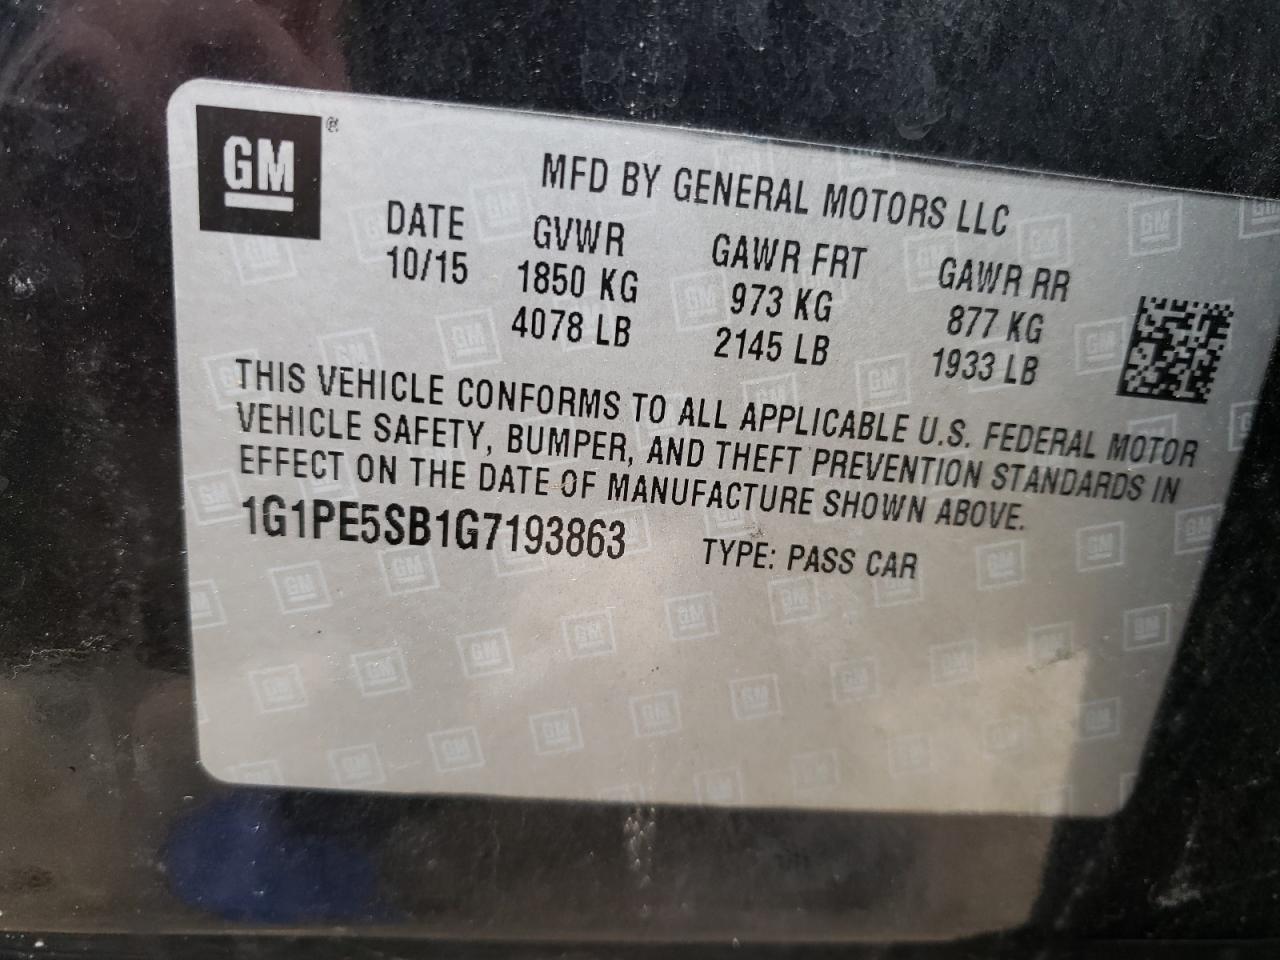 GM
MFD BY GENERAL MOTORS LLC
DATE GVWR GAWR FRT GAWR RR
10/15 1850 KG 973 KG 877 KG
4078 LB 2145 LB 1933 LB
THIS VEHICLE CONFORMS TO ALL APPLICABLE U.S. FEDERAL MOTOR
VEHICLE SAFETY, BUMPER, AND THEFT PREVENTION STANDARDS IN
EFFECT ON THE DATE OF MANUFACTURE SHOWN ABOVE.
1G1PE5SB1G7193863 TYPE: PASS CAR